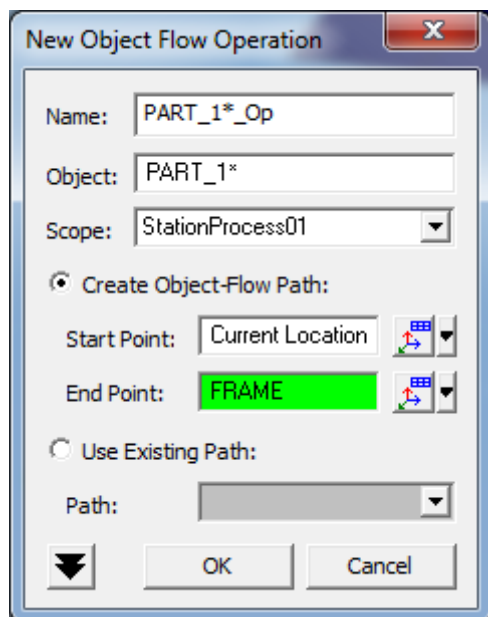 New Object Flow Operation
Name: PART_1*_Op
Object: PART_1*
Scope: StationProcess01
Create Object-Flow Path:
Start Point: Current Location
End Point: FRAME
Use Existing Path:
Path:
OK Cancel